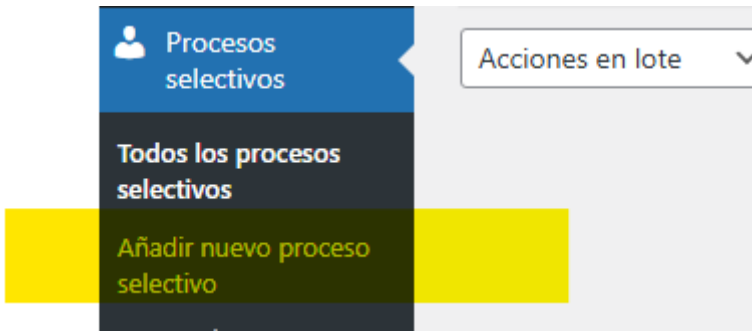 Procesos
selectivos
Acciones en lote
Todos los procesos
selectivos
Añadir nuevo proceso
selectivo